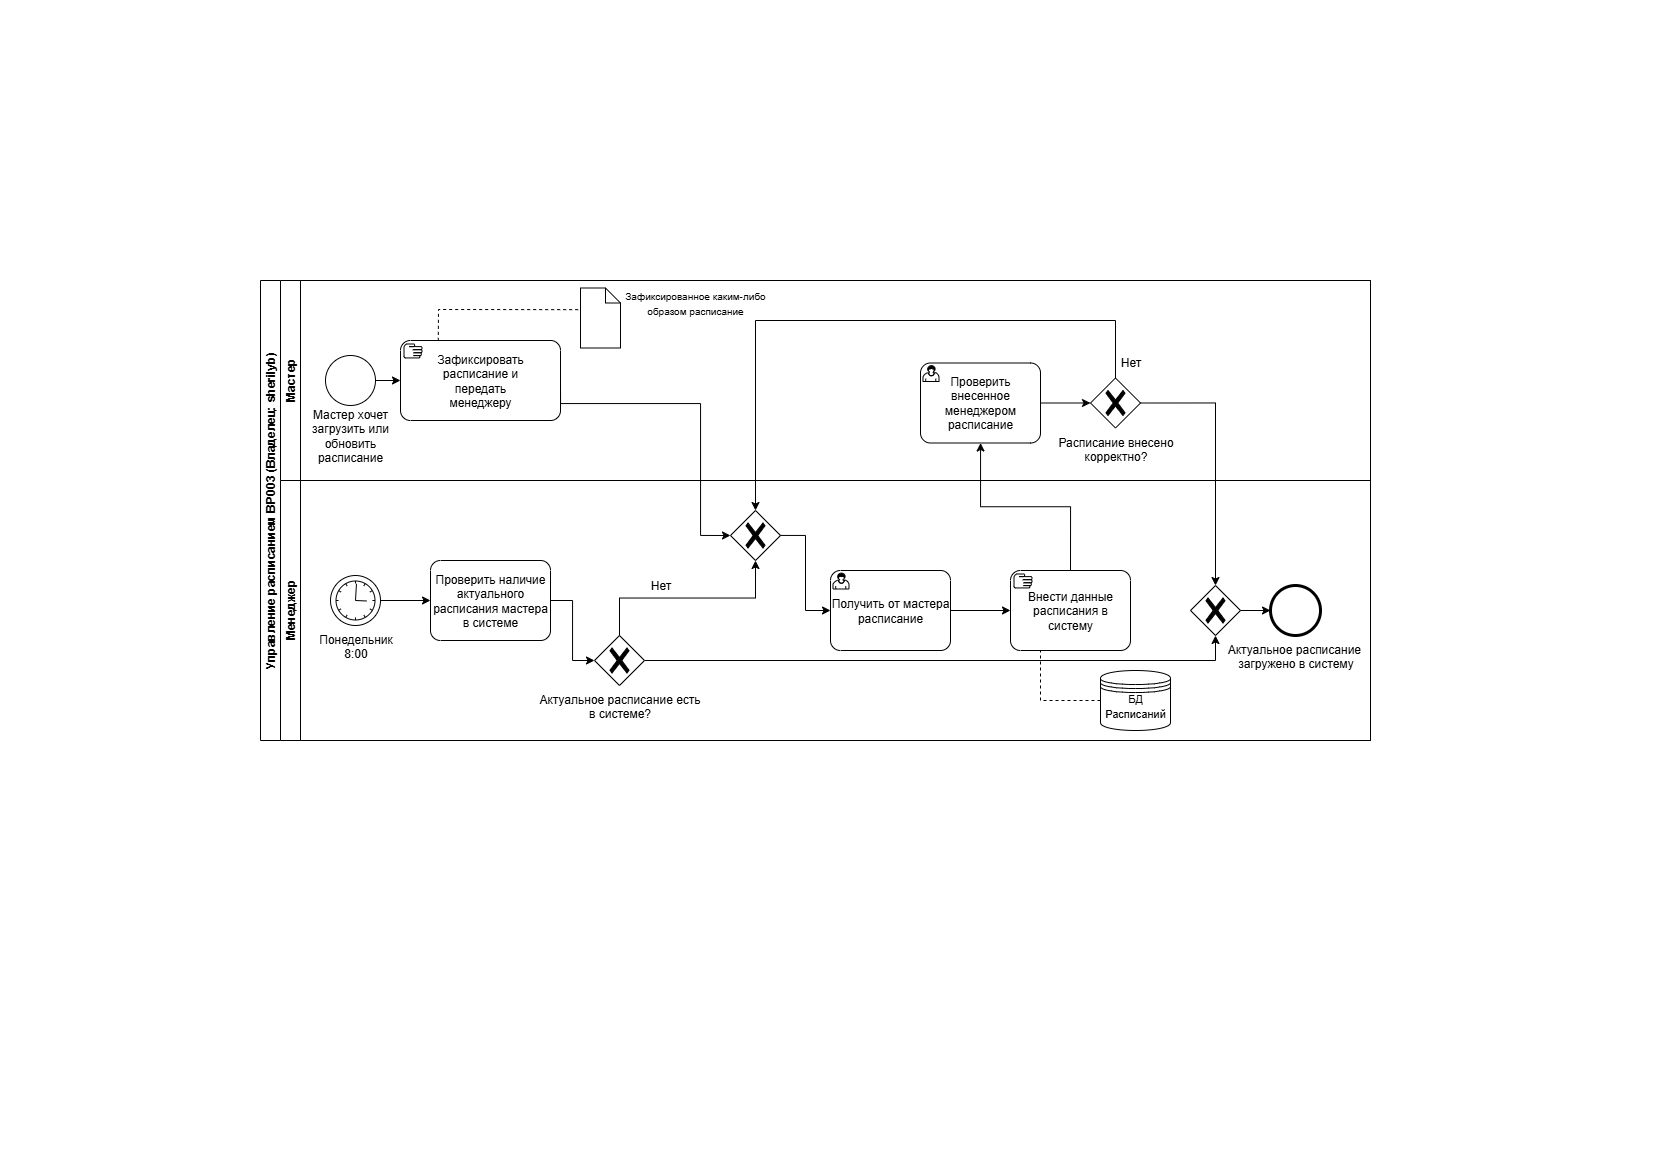 Управление расписанием BP003 (Владелец: sherilyb)
Мастер
Менеджер
Зафиксированное каким-либо
образом расписание
Зафиксировать
расписание и
передать
менеджеру
Мастер хочет
загрузить или
обновить
расписание
Проверить
внесенное
менеджером
расписание
Нет
Расписание внесено
корректно?
Проверить наличие
актуального
расписания мастера
в системе
Понедельник
8:00
Нет
Актуальное расписание есть
в системе?
Получить от мастера
расписание
Внести данные
расписания в
систему
БД
Расписаний
Актуальное расписание
загружено в систему